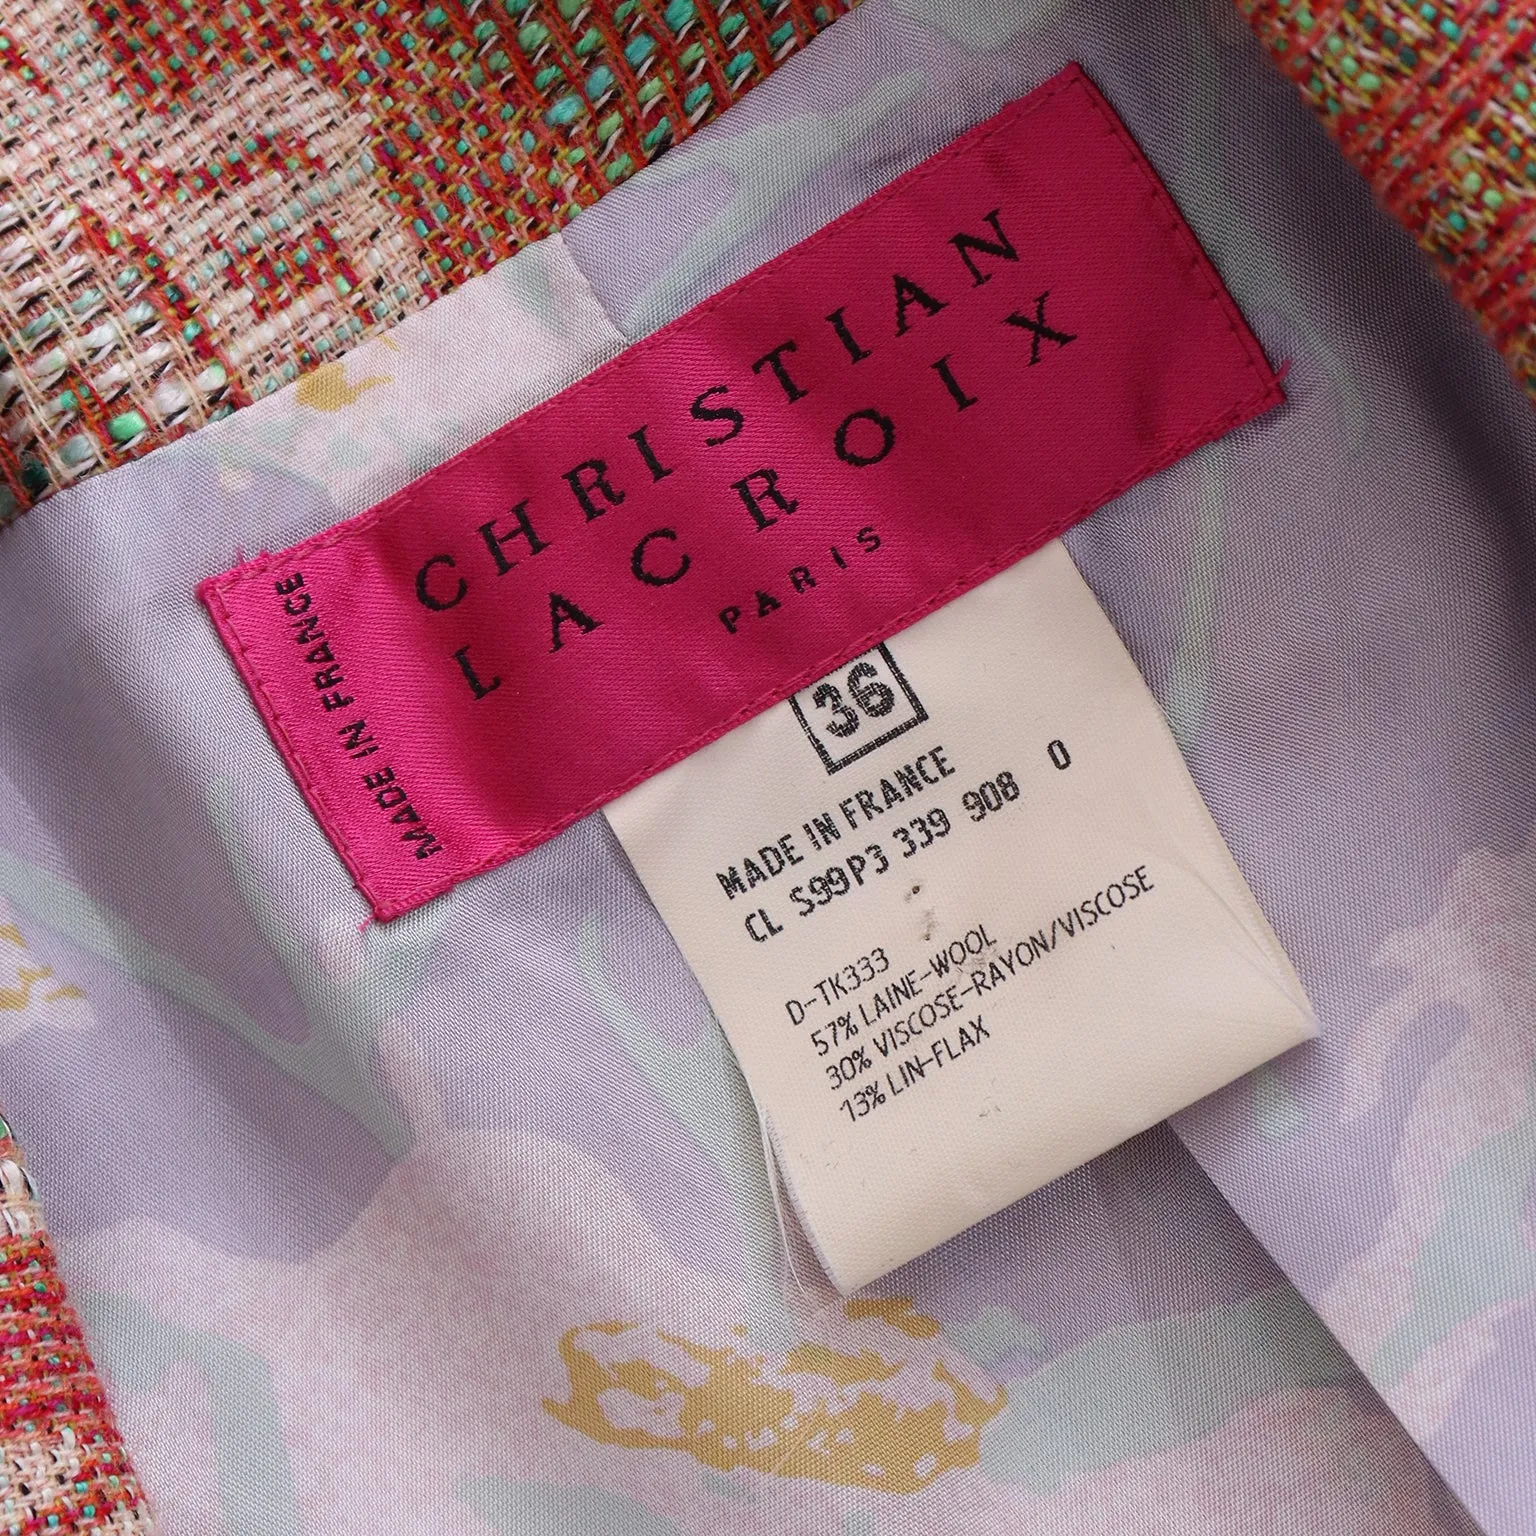 CHRISTIAN
LACROIX
PARIS
MADE IN FRANCE
36
MADE IN FRANCE
CL S99P3 339 908 0
D-TK333
57% LAINE-WOOL
30% VISCOSE-RAYON/VISCOSE
13% LIN-FLAX